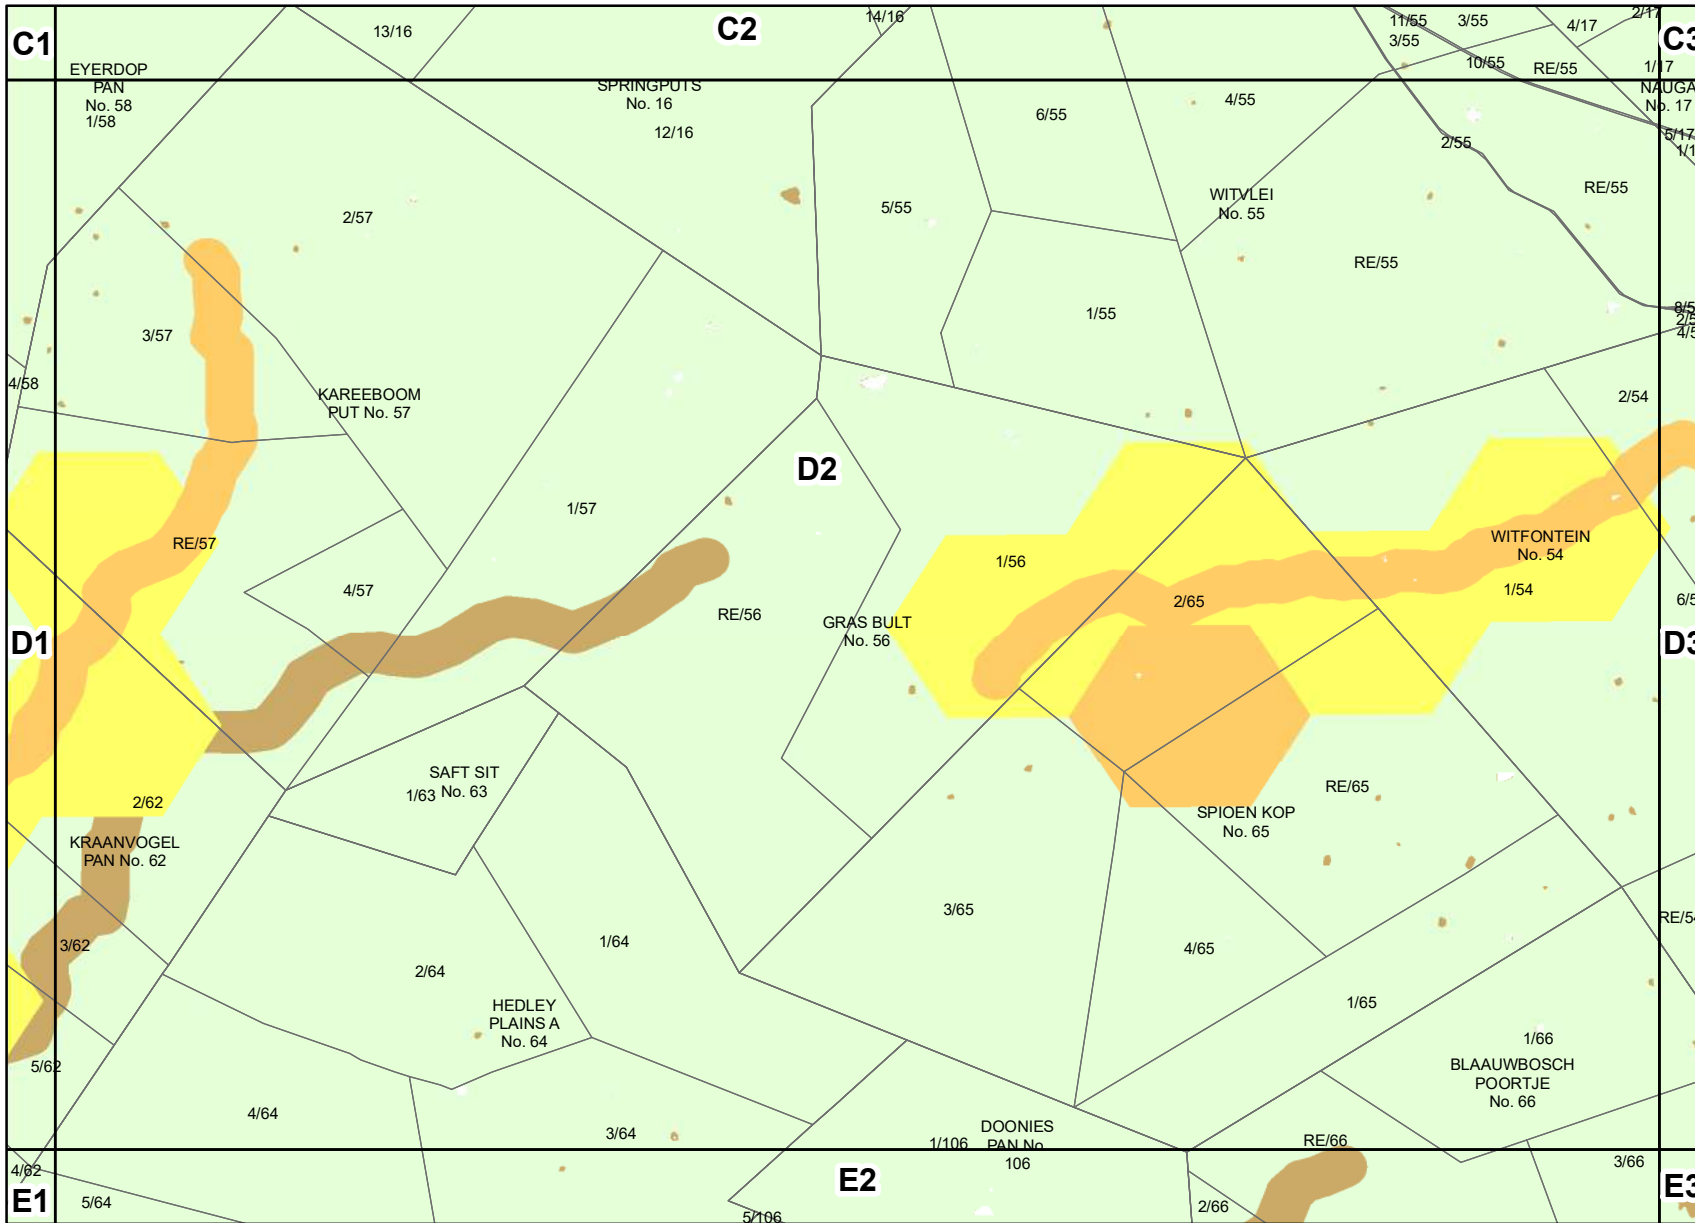 13/16
C2
14/16
11/55
3/55
4/17
2/17
C1
3/55
C3
EYERDOP
PAN
No. 58
1/58
10/55
RE/55
1/17
SPRINGPUTS
No. 16
12/16
6/55
4/55
NAUGA
No. 17
5/17
2/55
2/57
5/55
WITVLEI
No. 55
RE/55
RE/55
3/57
1/55
4/58
KAREEBOOM
PUT No. 57
2/54
D2
1/57
RE/57
1/56
WITFONTEIN
No. 54
4/57
1/54
2/65
RE/56
GRAS BULT
No. 56
D1
D3
SAFT SIT
No. 63
1/63
RE/65
2/62
SPIOEN KOP
No. 65
KRAANVOGEL
PAN No. 62
3/65
RE/54
3/62
1/64
4/65
2/64
1/65
HEDLEY
PLAINS A
No. 64
1/66
BLAAUWBOSCH
POORTJE
No. 66
5/62
4/64
3/64
DOONIES
PAN No.
106
1/106
RE/66
3/66
4/62
E1
5/64
E2
2/66
E3
5/106